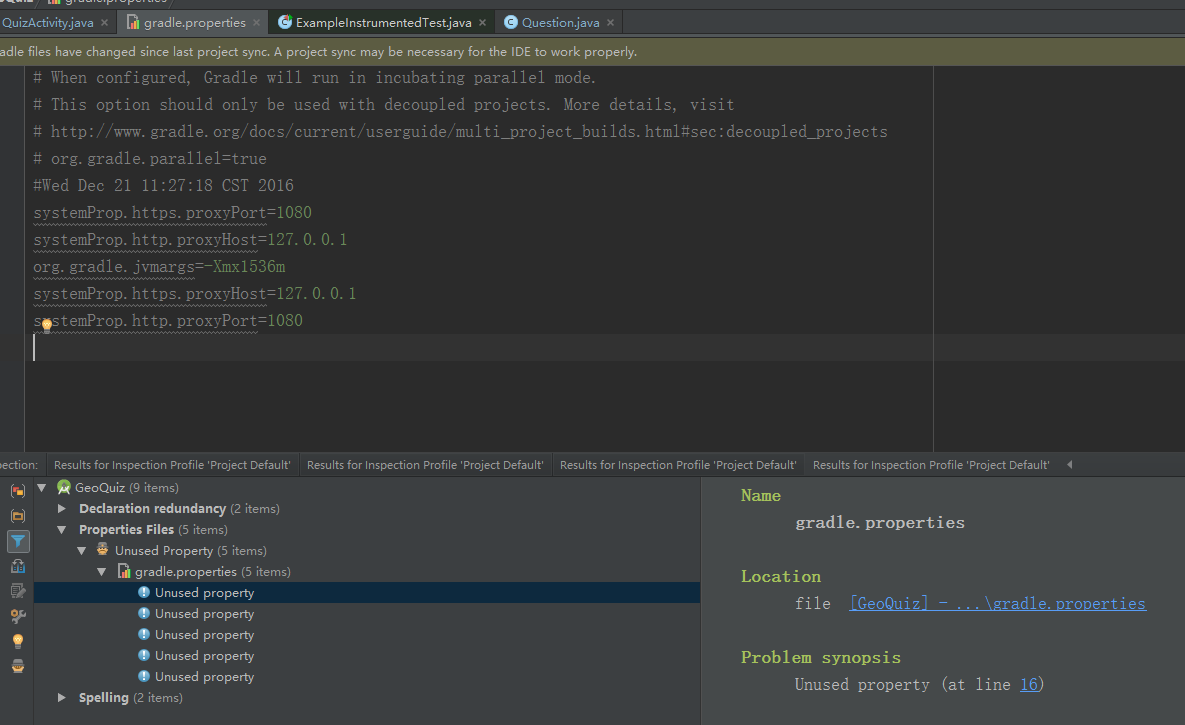 gradle.properties
QuizActivity.java gradle.properties ExampleInstrumentedTest.java Question.java
adle files have changed since last project sync. A project sync may be necessary for the IDE to work properly.
# When configured, Gradle will run in incubating parallel mode.
# This option should only be used with decoupled projects. More details, visit
# http://www.gradle.org/docs/current/userguide/multi_project_builds.html#sec:decoupled_projects
# org.gradle.parallel=true
#Wed Dec 21 11:27:18 CST 2016
systemProp.https.proxyPort=1080
systemProp.http.proxyHost=127.0.0.1
org.gradle.jvmargs=-Xmx1536m
systemProp.https.proxyHost=127.0.0.1
systemProp.http.proxyPort=1080
ection: Results for Inspection Profile 'Project Default' Results for Inspection Profile 'Project Default' Results for Inspection Profile 'Project Default' Results for Inspection Profile 'Project Default'
GeoQuiz (9 items)
Declaration redundancy (2 items)
Properties Files (5 items)
Unused Property (5 items)
gradle.properties (5 items)
Unused property
Unused property
Unused property
Unused property
Unused property
Spelling (2 items)
Name
gradle.properties
Location
file [GeoQuiz] - ...\gradle.properties
Problem synopsis
Unused property (at line 16)